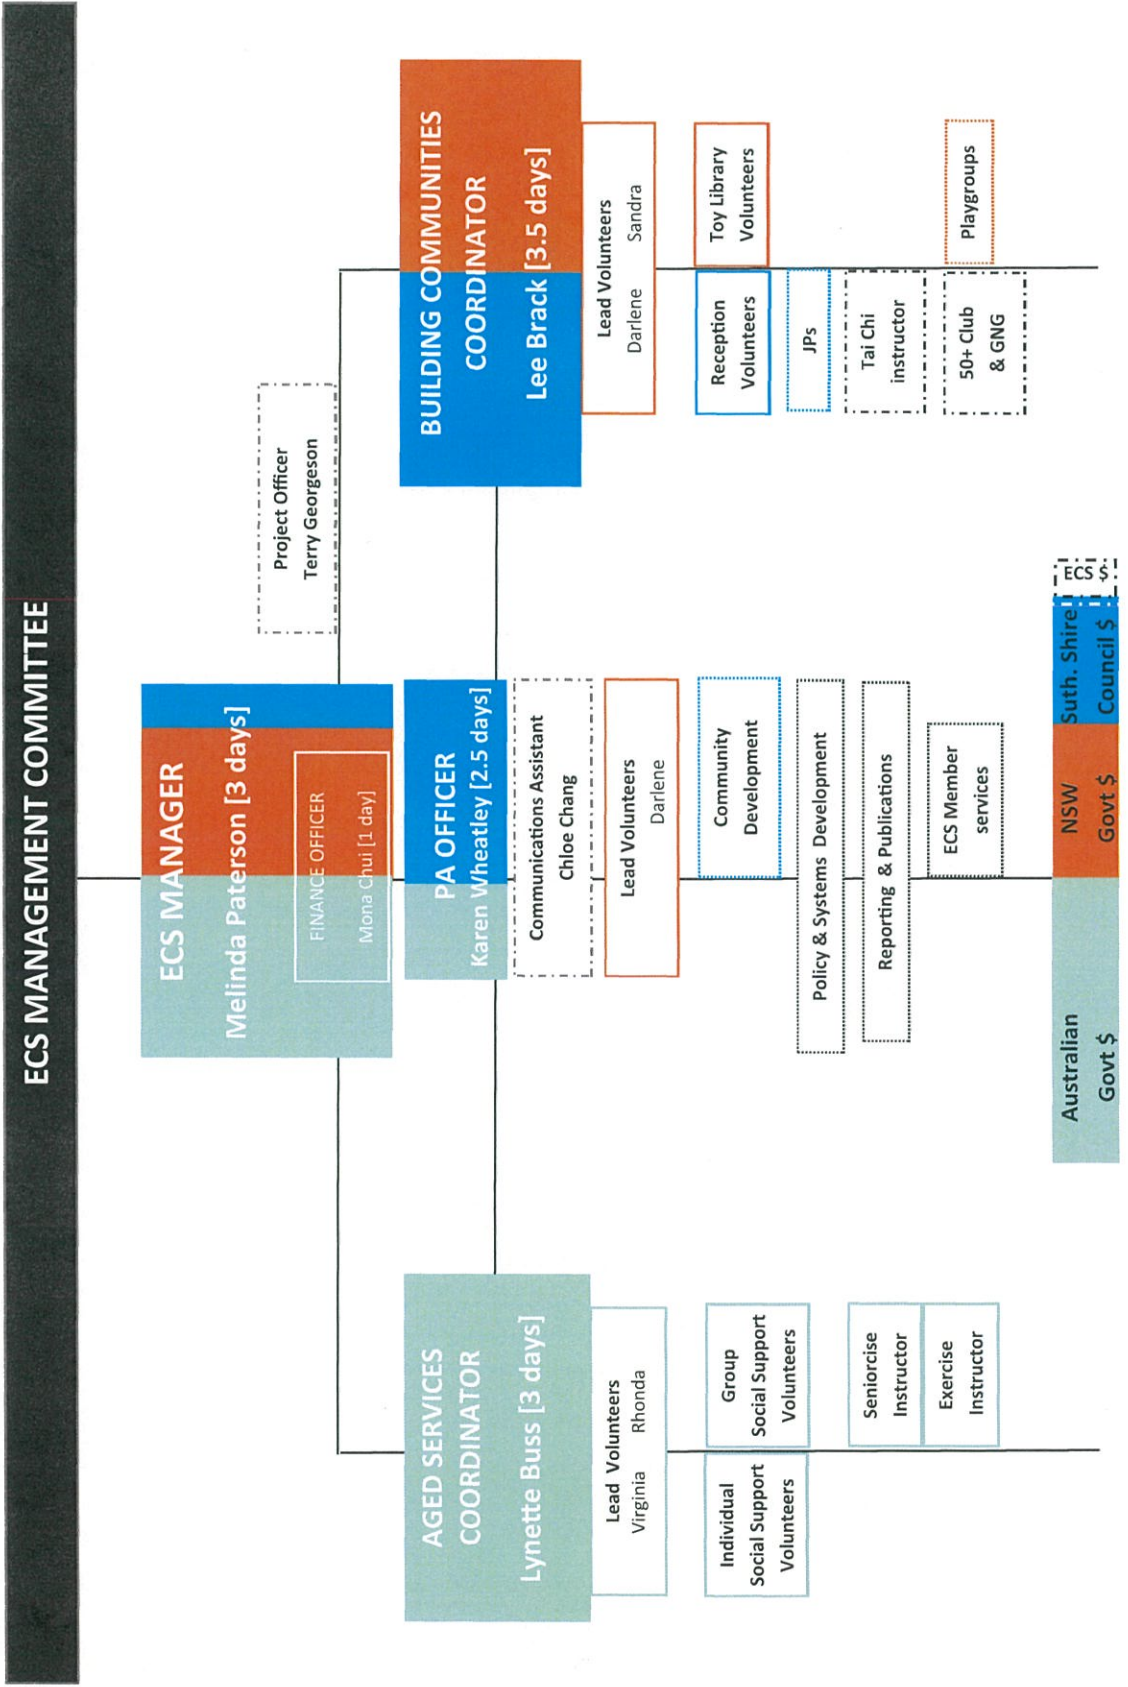 ECS MANAGEMENT COMMITTEE
ECS MANAGER
Melinda Paterson [3 days]
FINANCE OFFICER
Mona Chui [1 day]
Project Officer
Terry Georgeson
AGED SERVICES
COORDINATOR
Lynette Buss [3 days]
Lead Volunteers
Virginia Rhonda
Individual
Social Support
Volunteers
Group
Social Support
Volunteers
Seniorcise
Instructor
Exercise
Instructor
PA OFFICER
Karen Wheatley [2.5 days]
Communications Assistant
Chloe Chang
Lead Volunteers
Darlene
Community
Development
Policy & Systems Development
Reporting & Publications
ECS Member
services
BUILDING COMMUNITIES
COORDINATOR
Lee Brack [3.5 days]
Lead Volunteers
Darlene Sandra
Reception
Volunteers
Toy Library
Volunteers
JPs
Tai Chi
instructor
50+ Club
& GNG
Playgroups
Australian
Govt $
NSW
Govt $
Suth. Shire
Council $
ECS $